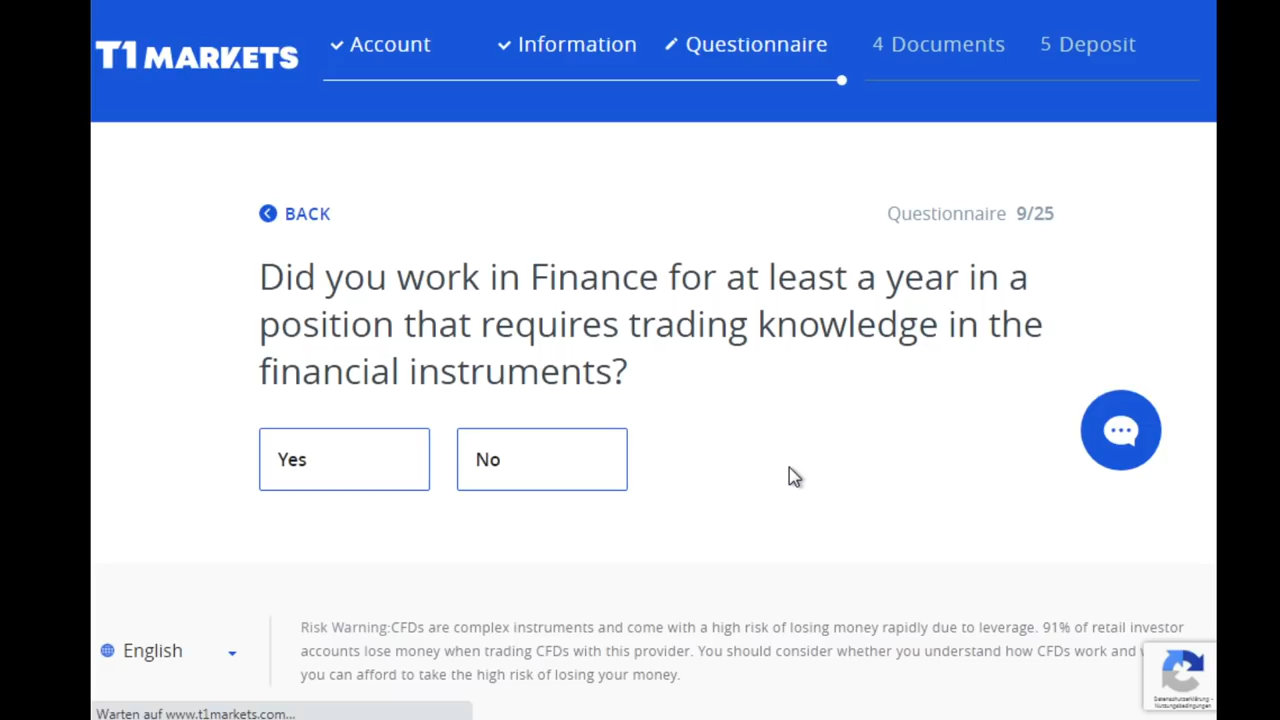 T1 MARKETS
Account
Information
Questionnaire
4 Documents
5 Deposit
BACK
Questionnaire 9/25
Did you work in Finance for at least a year in a
position that requires trading knowledge in the
financial instruments?
Yes
No
English
Risk Warning:CFDs are complex instruments and come with a high risk of losing money rapidly due to leverage. 91% of retail investor
accounts lose money when trading CFDs with this provider. You should consider whether you understand how CFDs work and
you can afford to take the high risk of losing your money.
Datenschutzerklärung -
Nutzungsbedingungen
Warten auf www.t1markets.com...